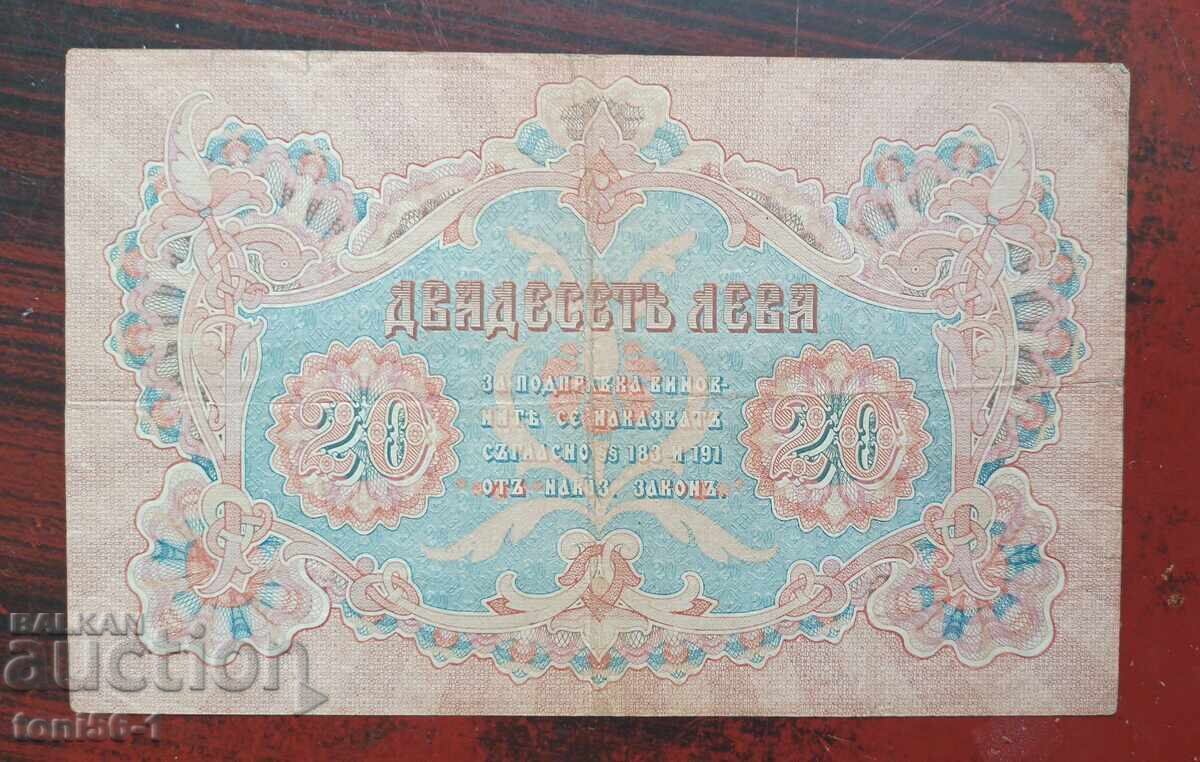 ДВАДЕСЕТЬ ЛЕВА
20
20
ЗА ПОДПРАВКА ВИНОВ-
НИТѢ СЕ НАКАЗВАТЪ
СЪГЛАСНО §§ 183 И 191
ОТЪ НАКАЗ. ЗАКОНЪ.
BALKAN
auction
toni56-1